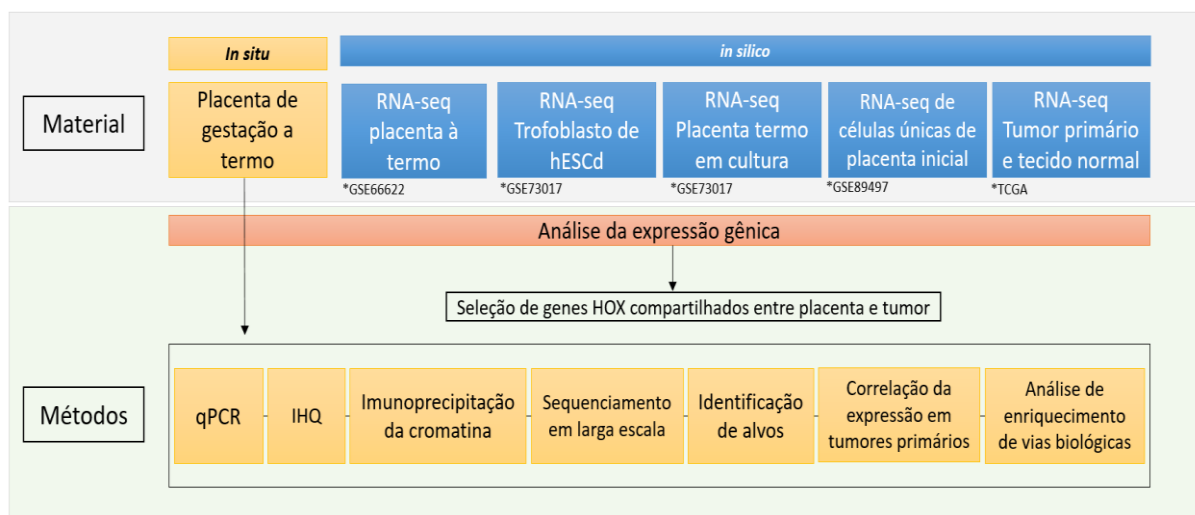 In situ
in silico
Material
Placenta de
gestação a
termo
RNA-seq
placenta à
termo
*GSE66622
RNA-seq
Trofoblasto de
hESCd
*GSE73017
RNA-seq
Placenta termo
em cultura
*GSE73017
RNA-seq de
células únicas de
placenta inicial
*GSE89497
RNA-seq
Tumor primário
e tecido normal
*TCGA
Análise da expressão gênica
Seleção de genes HOX compartilhados entre placenta e tumor
Métodos
qPCR
IHQ
Imunoprecipitação
da cromatina
Sequenciamento
em larga escala
Identificação
de alvos
Correlação da
expressão em
tumores primários
Análise de
enriquecimento
de vias biológicas